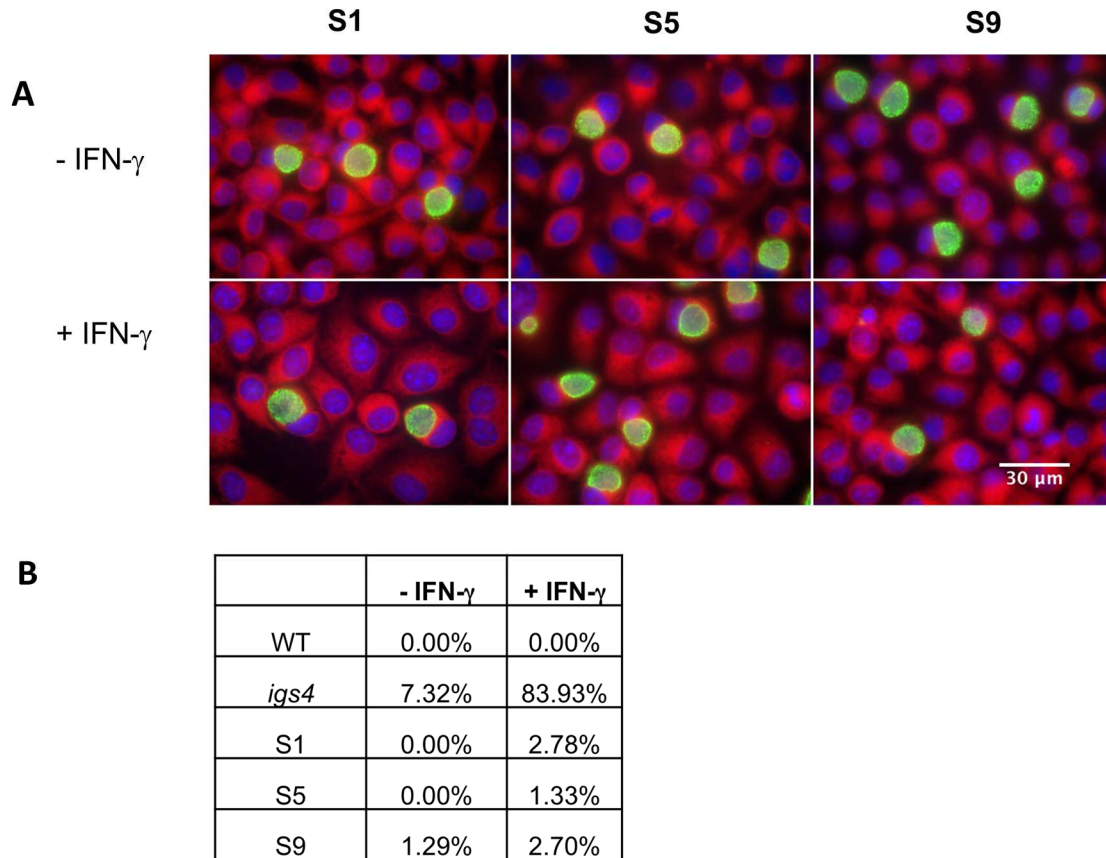 S1 S5 S9
A
- IFN-γ
+ IFN-γ
30 μm
B
- IFN-γ + IFN-γ
WT 0.00% 0.00%
igs4 7.32% 83.93%
S1 0.00% 2.78%
S5 0.00% 1.33%
S9 1.29% 2.70%